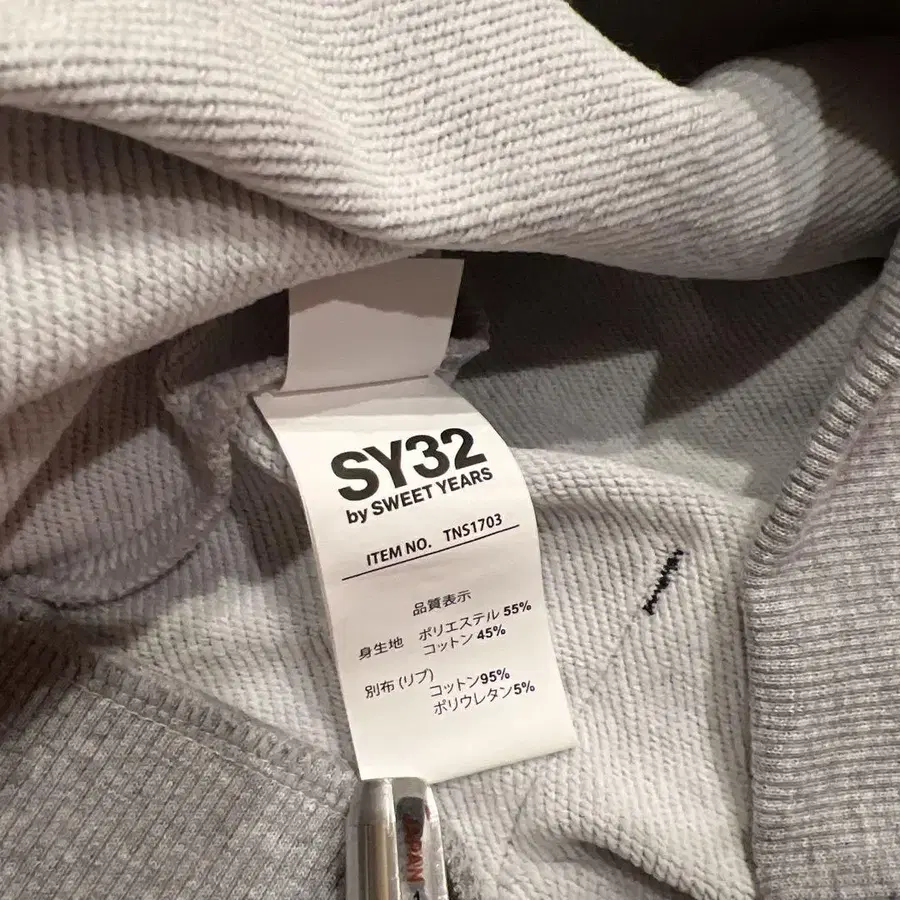 SY32
by SWEET YEARS
ITEM NO. TNS1703
品質表示
身生地 ポリエステル 55%
コットン 45%
別布(リブ) コットン95%
ポリウレタン5%
JAPAN